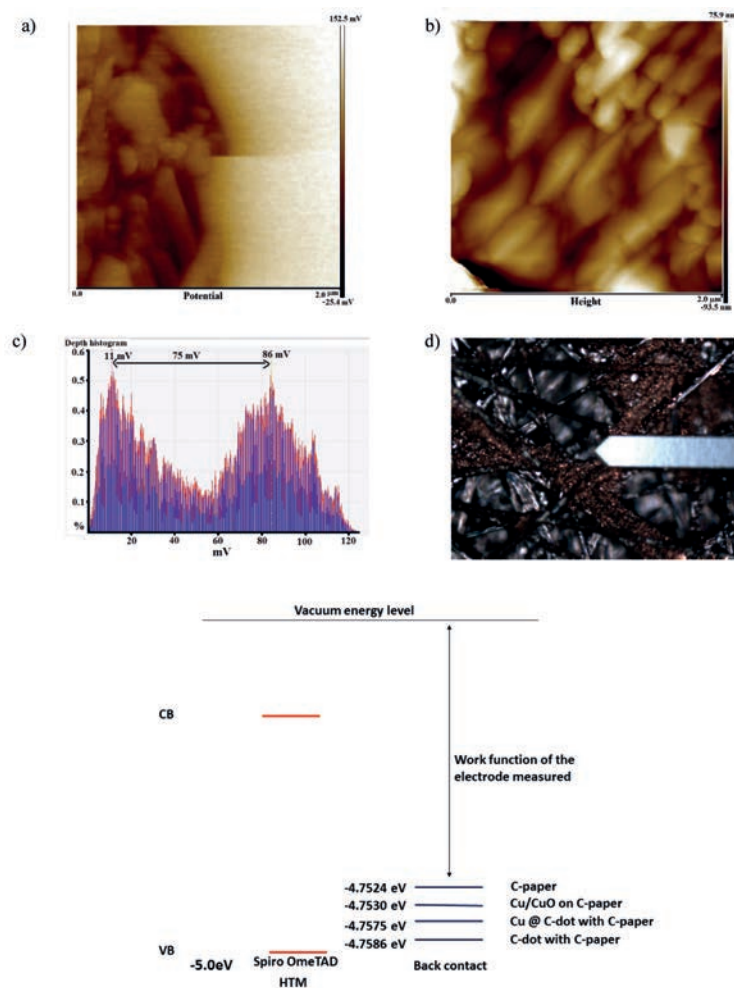 a)
152.5 mV
0.0
Potential
2.0 µm
-25.4 mV
b)
75.9 nm
0.0
Height
2.0 µm
-93.5 nm
c)
Depth histogram
0.6
11 mV
75 mV
86 mV
0.5
0.4
0.3
0.2
0.1
%
20
40
60
80
100
120
mV
d)
Vacuum energy level
CB
Work function of the
electrode measured
-4.7524 eV
C-paper
-4.7530 eV
Cu/CuO on C-paper
-4.7575 eV
Cu @ C-dot with C-paper
-4.7586 eV
C-dot with C-paper
VB
-5.0eV
Spiro OmeTAD
HTM
Back contact